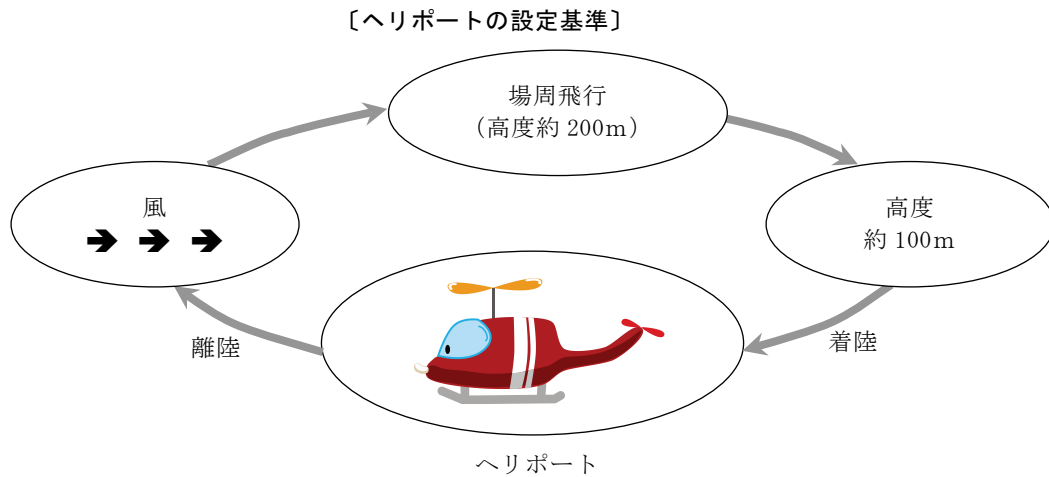 〔ヘリポートの設定基準〕
場周飛行
(高度約 200m)
風
高度
約 100m
離陸
着陸
ヘリポート